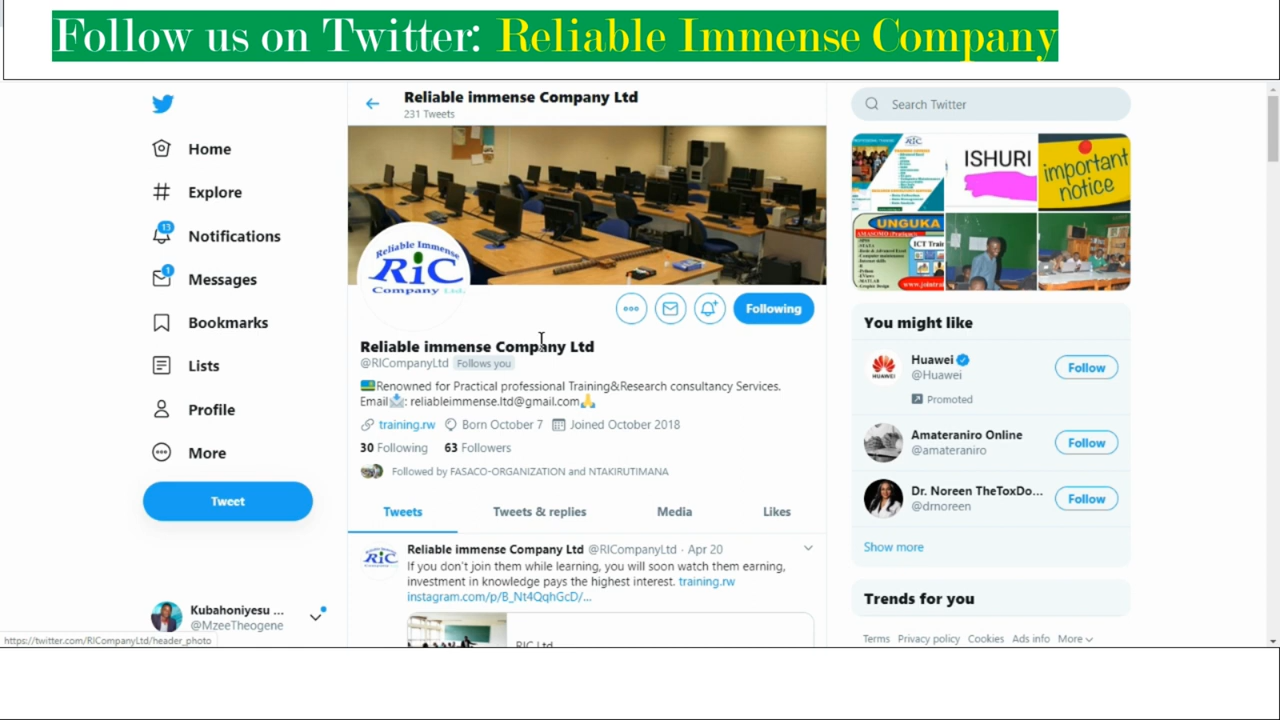 Follow us on Twitter: Reliable Immense Company
Reliable immense Company Ltd
231 Tweets
Search Twitter
Home
Explore
13
Notifications
1
Messages
Bookmarks
Lists
Profile
More
Tweet
Kubahoniyesu ...
@MzeeTheogene
https://twitter.com/RICompanyLtd/header_photo
Reliable Immense
RiC
Company Ltd.
Following
Reliable immense Company Ltd
@RICompanyLtd Follows you
Renowned for Practical professional Training&Research consultancy Services.
Email: reliableimmense.ltd@gmail.com
training.rw Born October 7 Joined October 2018
30 Following 63 Followers
Followed by FASACO-ORGANIZATION and NTAKIRUTIMANA
Tweets Tweets & replies Media Likes
RiC
Reliable immense Company Ltd @RICompanyLtd · Apr 20
If you don't join them while learning, you will soon watch them earning,
investment in knowledge pays the highest interest. training.rw
instagram.com/p/B_Nt4QqhGcD/...
RIC Ltd
ISHURI
important
notice
UNGUKA
ICT Trai
You might like
HUAWEI
Huawei
@Huawei
Follow
Promoted
Amateraniro Online
@amateraniro
Follow
Dr. Noreen TheToxDo...
@drnoreen
Follow
Show more
Trends for you
Terms Privacy policy Cookies Ads info More